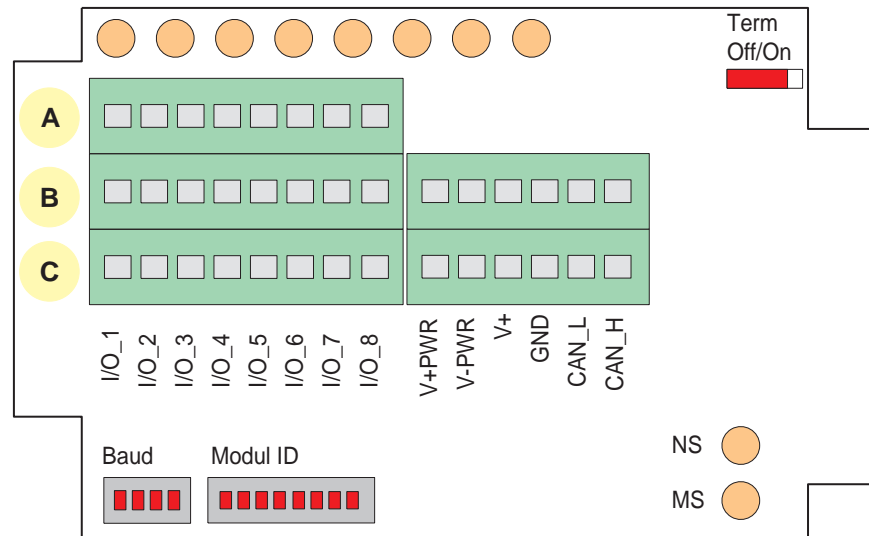 Term
Off/On
A
B
C
I/O_1
I/O_2
I/O_3
I/O_4
I/O_5
I/O_6
I/O_7
I/O_8
V+PWR
V-PWR
V+
GND
CAN_L
CAN_H
Baud
Modul ID
NS
MS